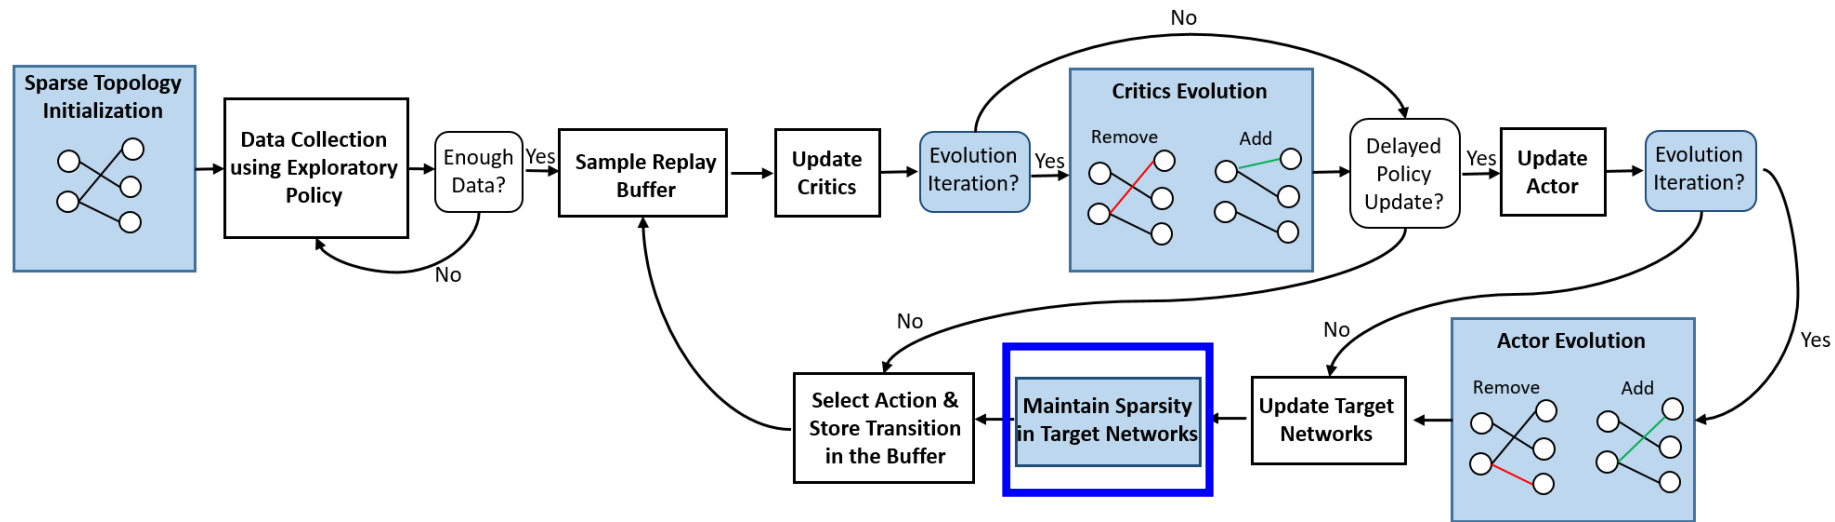 Sparse Topology
Initialization
Data Collection
using Exploratory
Policy
Enough
Data?
Yes
No
Sample Replay
Buffer
Update
Critics
Evolution
Iteration?
Yes
No
Critics Evolution
Remove
Add
Delayed
Policy
Update?
Yes
No
Update
Actor
Evolution
Iteration?
Yes
No
Actor Evolution
Remove
Add
Update Target
Networks
Maintain Sparsity
in Target Networks
Select Action &
Store Transition
in the Buffer